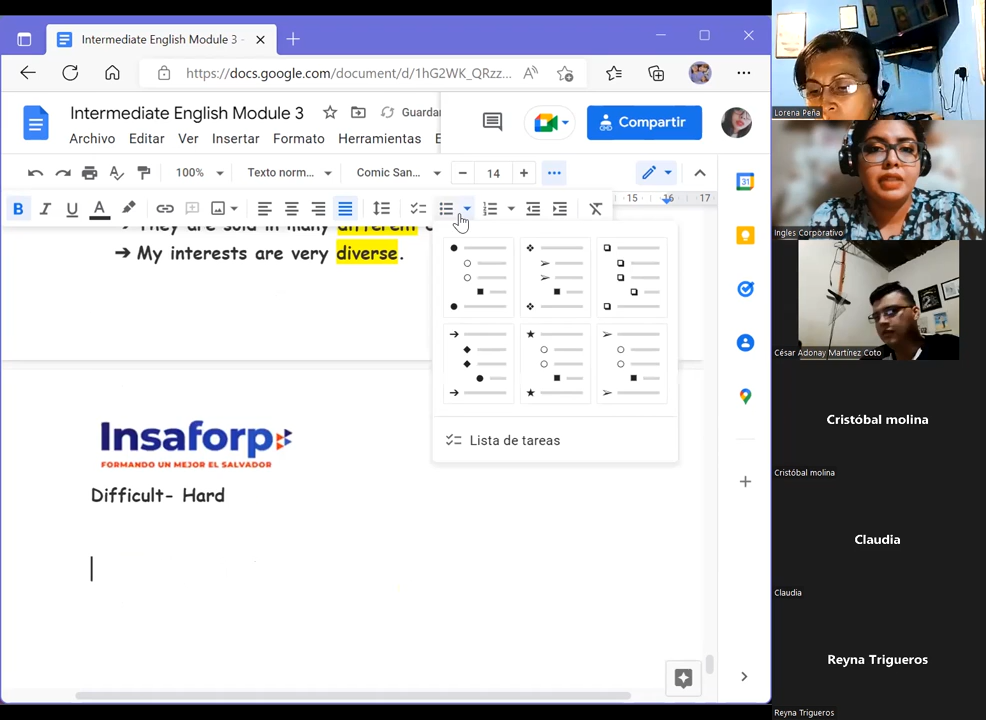 Intermediate English Module 3 -
https://docs.google.com/document/d/1hG2WK_QRzz...
Intermediate English Module 3
Guarda
Compartir
Archivo Editar Ver Insertar Formato Herramientas E
100% Texto norm... Comic San... 14
15 16 17
They are sold in many different
➔ My interests are very diverse.
Lista de tareas
Insaforp
FORMANDO UN MEJOR EL SALVADOR
Difficult- Hard
Lorena Peña
Ingles Corporativo
César Adonay Martínez Coto
Cristóbal molina
Cristóbal molina
Claudia
Claudia
Reyna Trigueros
Reyna Trigueros